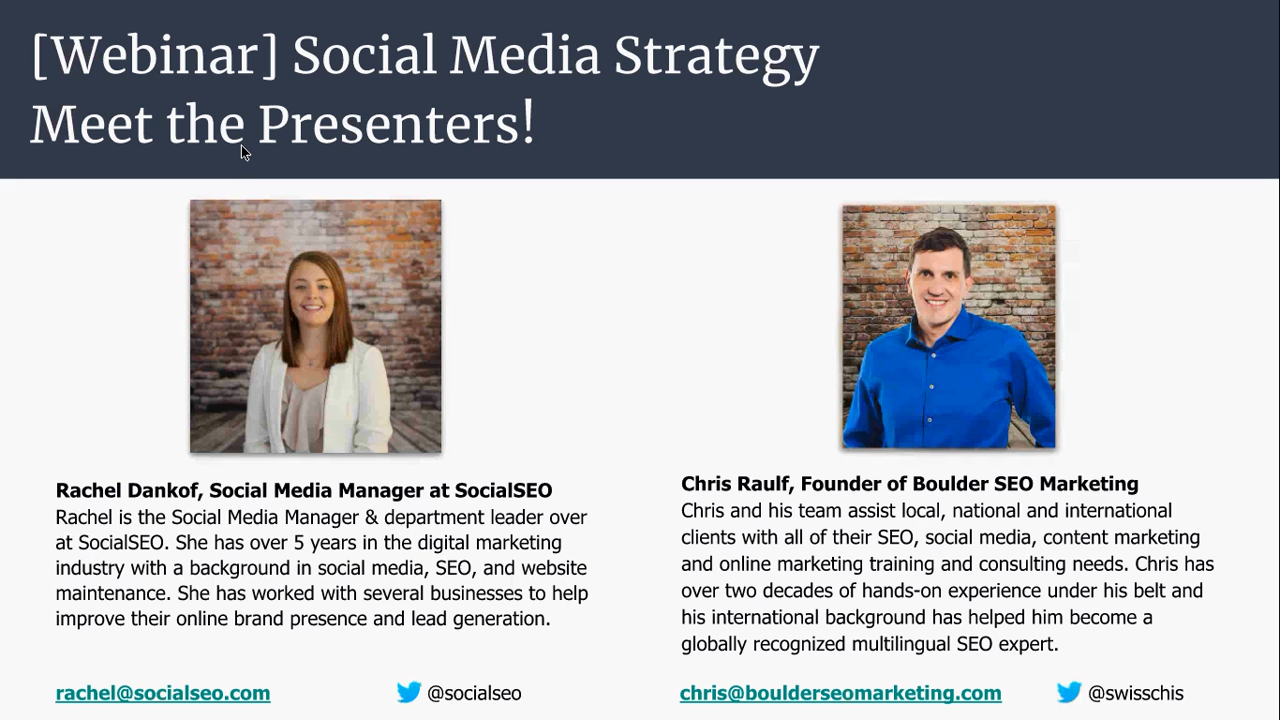 [Webinar] Social Media Strategy
Meet the Presenters!
Rachel Dankof, Social Media Manager at SocialSEO
Rachel is the Social Media Manager & department leader over
at SocialSEO. She has over 5 years in the digital marketing
industry with a background in social media, SEO, and website
maintenance. She has worked with several businesses to help
improve their online brand presence and lead generation.
rachel@socialseo.com
@socialseo
Chris Raulf, Founder of Boulder SEO Marketing
Chris and his team assist local, national and international
clients with all of their SEO, social media, content marketing
and online marketing training and consulting needs. Chris has
over two decades of hands-on experience under his belt and
his international background has helped him become a
globally recognized multilingual SEO expert.
chris@boulderseomarketing.com
@swisschis